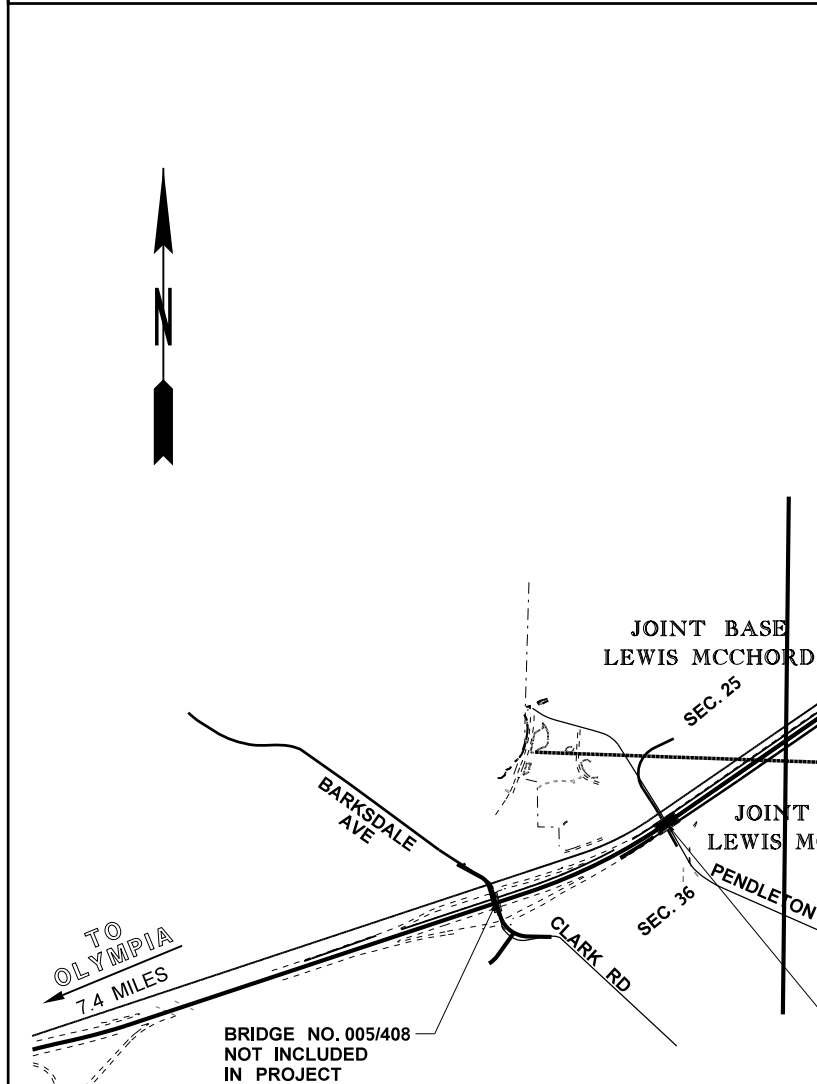 N
JOINT BASE
LEWIS MCCHORD
SEC. 25
BARKSDALE
AVE
JOINT
LEWIS
PENDLETON
SEC. 36
CLARK RD
TO
OLYMPIA
7.4 MILES
BRIDGE NO. 005/408
NOT INCLUDED
IN PROJECT